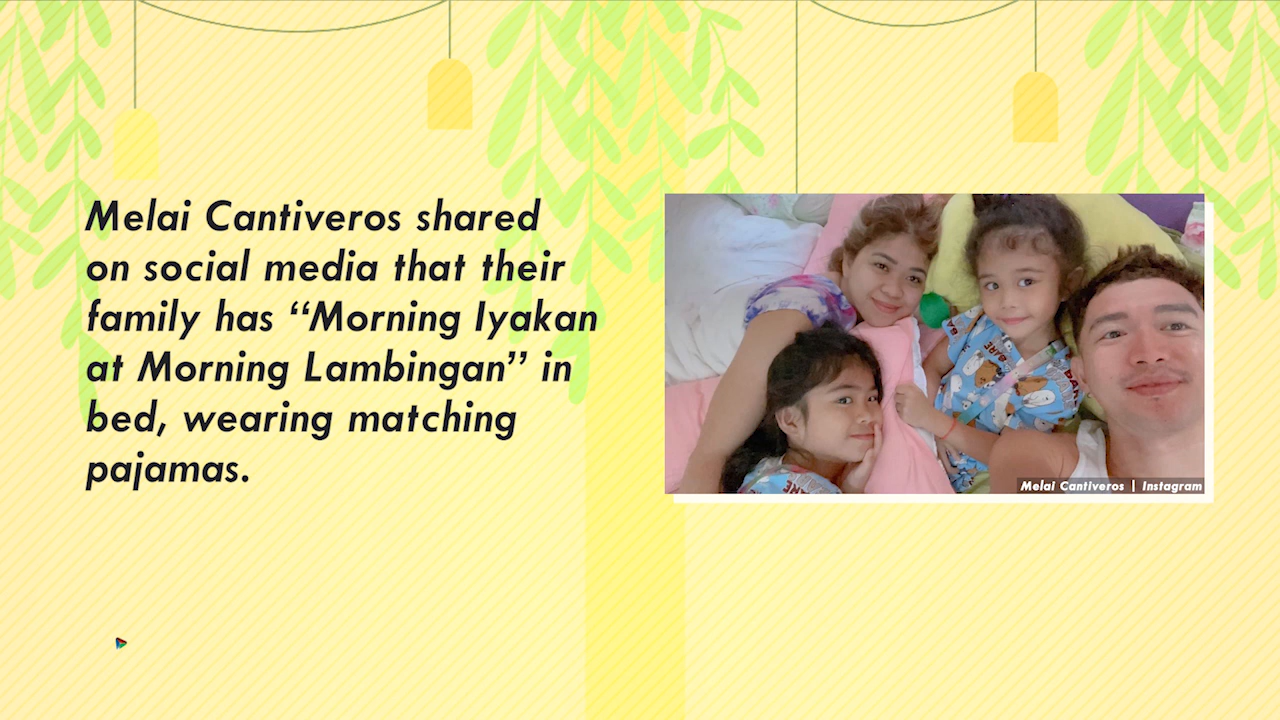 Melai Cantiveros shared
on social media that their
family has “Morning Iyakan
at Morning Lambingan” in
bed, wearing matching
pajamas.
Melai Cantiveros | Instagram